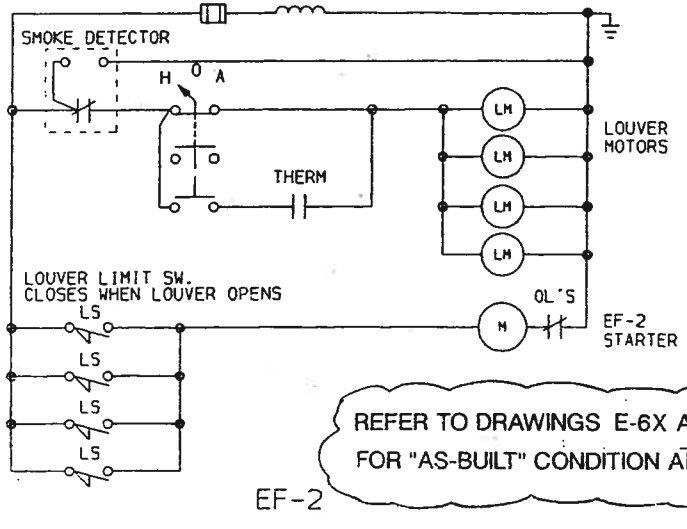 SMOKE DETECTOR
H O A
LM
LOUVER
MOTORS
LM
THERM
LM
LM
LOUVER LIMIT SW.
CLOSES WHEN LOUVER OPENS
LS
OL'S
M
EF-2
STARTER
LS
LS
LS
REFER TO DRAWINGS E-6X A
FOR "AS-BUILT" CONDITION AT
EF-2